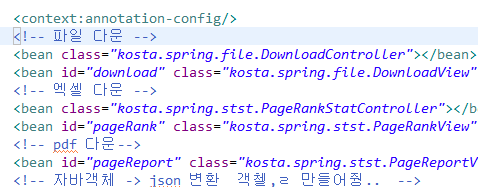 <context:annotation-config/>
<!-- 파일 다운 -->
<bean class="kosta.spring.file.DownloadController"></bean>
<bean id="download" class="kosta.spring.file.DownloadView"
<!-- 엑셀 다운 -->
<bean class="kosta.spring.stst.PageRankStatController"></b
<bean id="pageRank" class="kosta.spring.stst.PageRankView"
<!-- pdf 다운-->
<bean id="pageReport" class="kosta.spring.stst.PageReportV
<!-- 자바객체 -> json 변환  객첼,ㄹ 만들어줭..  -->